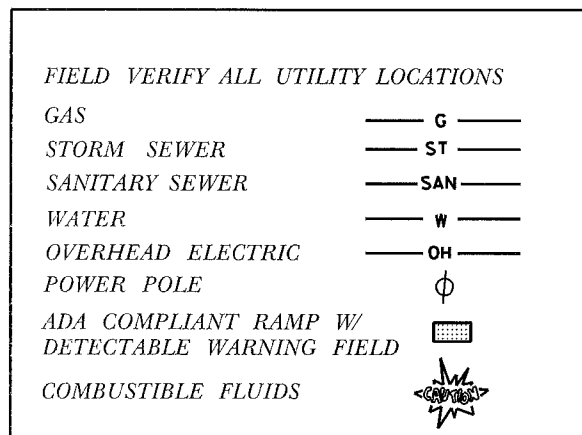 FIELD VERIFY ALL UTILITY LOCATIONS
GAS G
STORM SEWER ST
SANITARY SEWER SAN
WATER W
OVERHEAD ELECTRIC OH
POWER POLE
ADA COMPLIANT RAMP W/
DETECTABLE WARNING FIELD
COMBUSTIBLE FLUIDS <CAUTION>